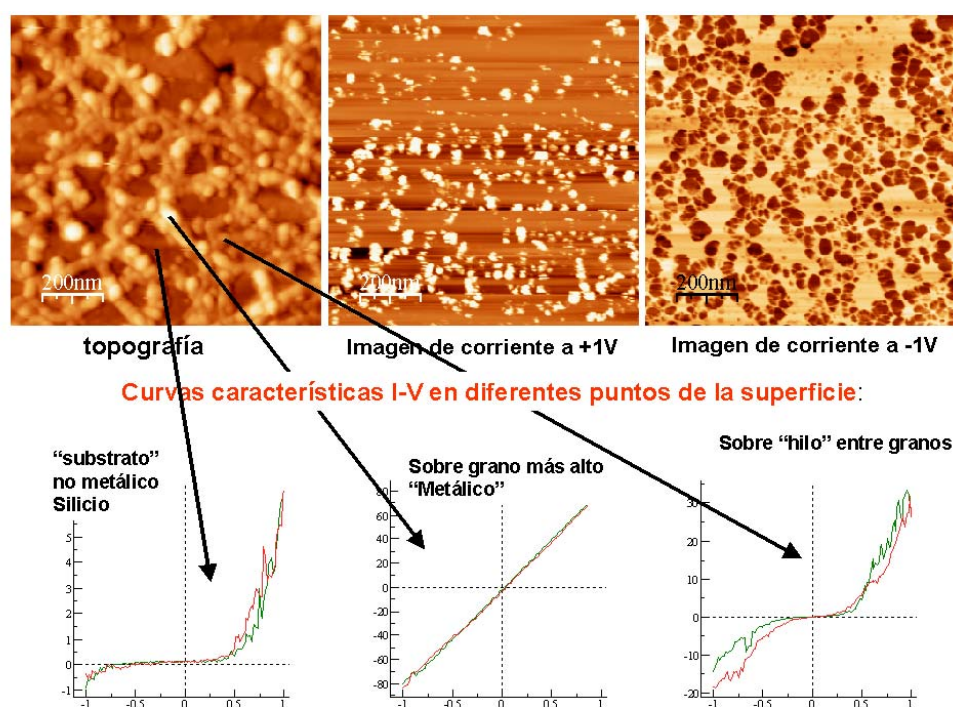 200nm
200nm
200nm
topografía
Imagen de corriente a +1V
Imagen de corriente a -1V
Curvas características I-V en diferentes puntos de la superficie:
“substrato”
no metálico
Silicio
Sobre grano más alto
“Metálico”
Sobre “hilo” entre granos
5
4
3
2
1
0
-1
-1
-0.5
0
0.5
1
80
60
40
20
0
-20
-40
-60
-80
-1
-0.5
0
0.5
1
30
20
10
0
-10
-20
-1
-0.5
0
0.5
1